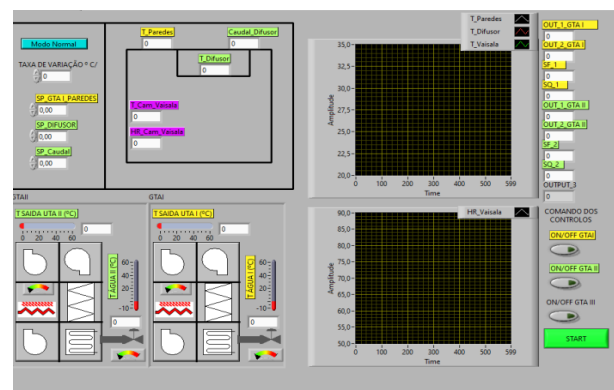 Modo Normal
TAXA DE VARIAÇÃO º C/
0
SP_GTA I_PAREDES
0,00
SP_DIFUSOR
0,00
SP_Caudal
0,00
T_Paredes
0
Caudal_Difusor
0
T_Difusor
0
T_Cam_Vaisala
0
HR_Cam_Vaisala
0
T_Paredes
T_Difusor
T_Vaisala
Amplitude
35,0
32,5
30,0
27,5
25,0
22,5
20,0
0 100 200 300 400 500 599
Time
OUT_1_GTA I
0
OUT_2_GTA I
0
SF_1
0
SQ_1
0
OUT_1_GTA II
0
OUT_2_GTA II
0
SF_2
0
SQ_2
0
OUTPUT_3
0
GTAII
T SAIDA UTA II (ºC)
0
0 20 40 60
T ÁGUA II (ºC)
60
40
20
-10
0
GTAI
T SAIDA UTA I (ºC)
0
0 20 40 60
T ÁGUA (ºC)
60
40
20
-10
0
HR_Vaisala
Amplitude
90,0
85,0
80,0
75,0
70,0
65,0
60,0
55,0
50,0
0 100 200 300 400 500 599
Time
COMANDO DOS
CONTROLOS
ON/OFF GTAI
ON/OFF GTA II
ON/OFF GTA III
START